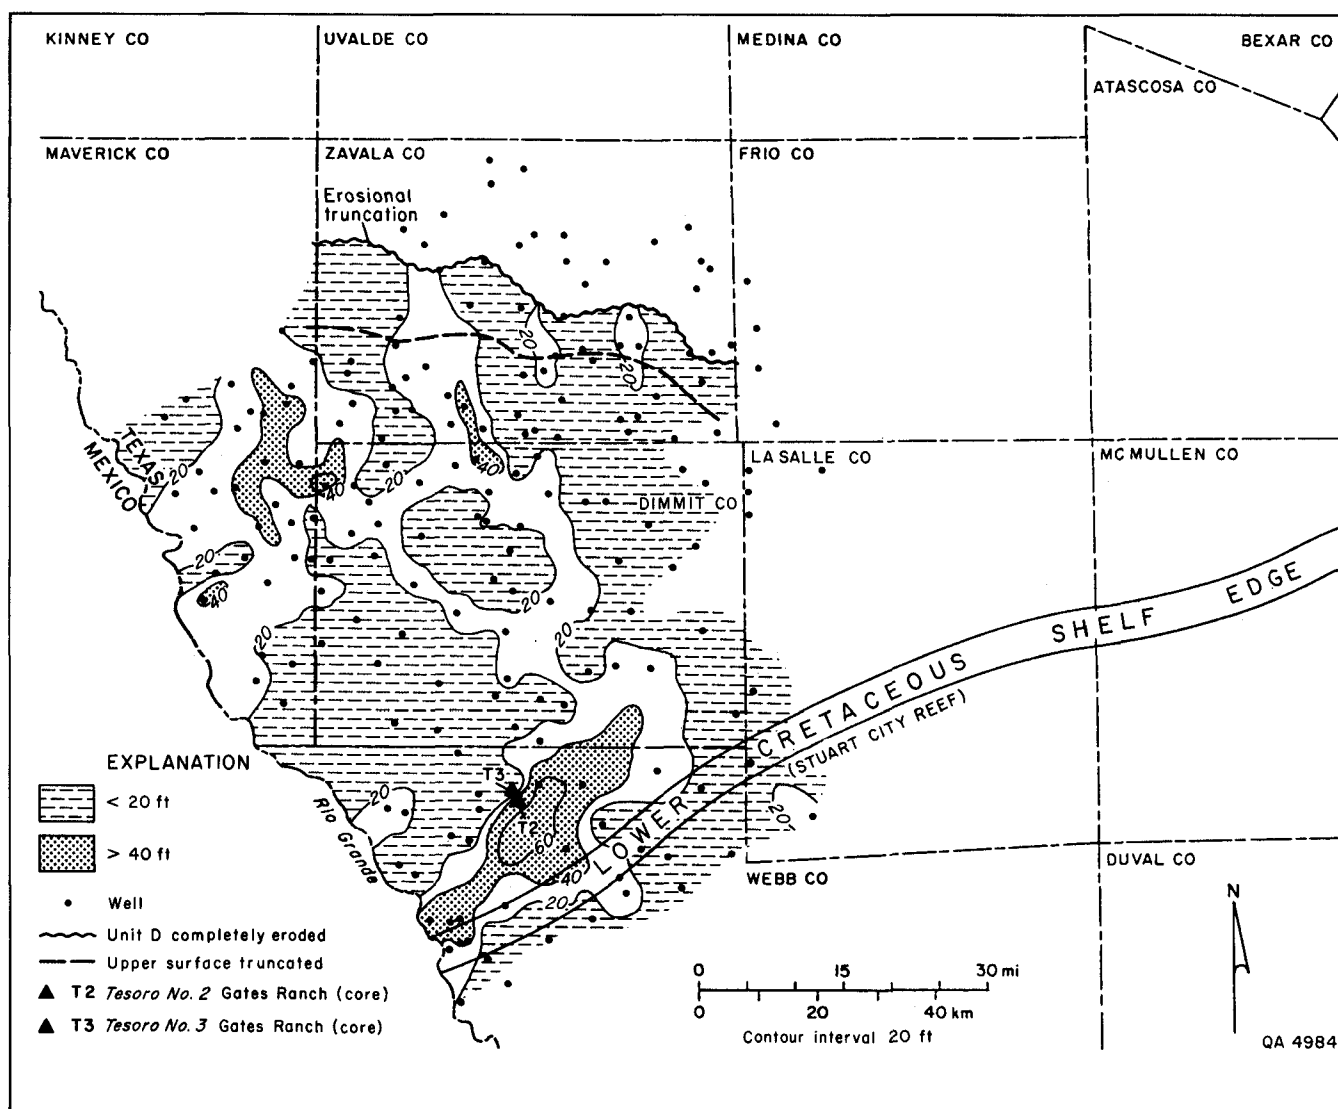 KINNEY CO
UVALDE CO
MEDINA CO
BEXAR CO
ATASCOSA CO
MAVERICK CO
ZAVALA CO
FRIO CO
Erosional
truncation
20
20
TEXAS
MEXICO
20
40
20
40
LA SALLE CO
MC MULLEN CO
DIMMIT CO
20
40
20
20
20
LOWER CRETACEOUS SHELF EDGE
(STUART CITY REEF)
EXPLANATION
< 20 ft
> 40 ft
Well
Unit D completely eroded
Upper surface truncated
T2 Tesoro No. 2 Gates Ranch (core)
T3 Tesoro No. 3 Gates Ranch (core)
Rio Grande
20
T3
T2
60
40
20
20
WEBB CO
DUVAL CO
N
0 15 30 mi
0 20 40 km
Contour interval 20 ft
QA 4984